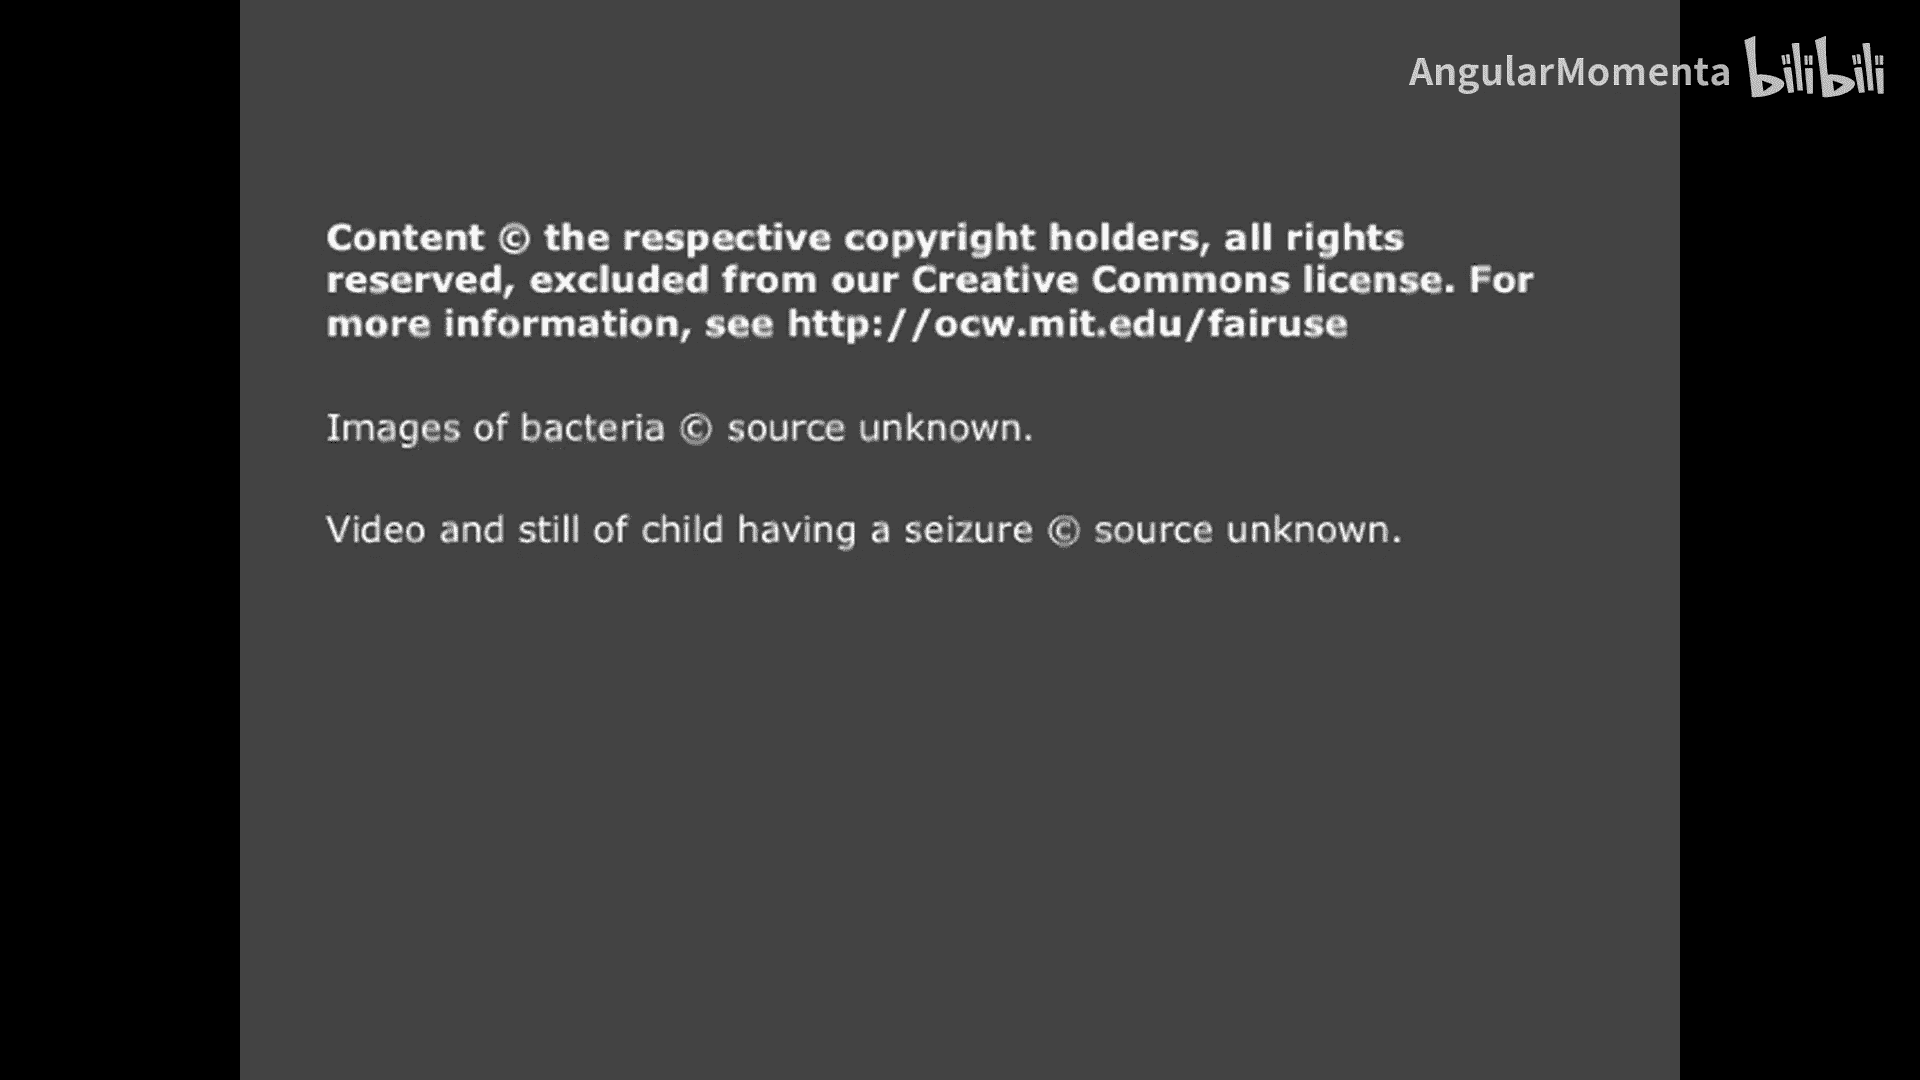 AngularMomenta bilibili
Content © the respective copyright holders, all rights
reserved, excluded from our Creative Commons license. For
more information, see http://ocw.mit.edu/fairuse
Images of bacteria © source unknown.
Video and still of child having a seizure © source unknown.